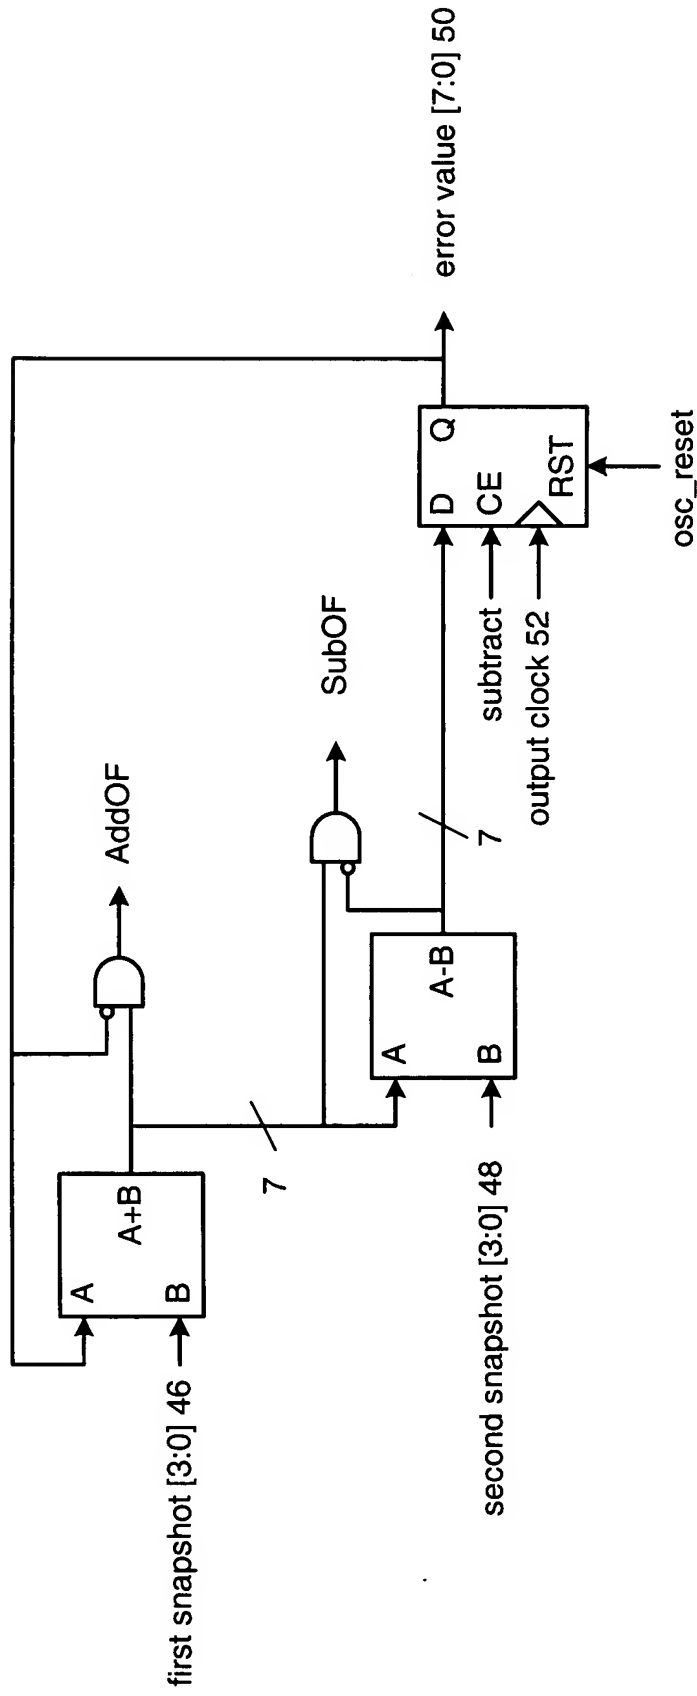 first snapshot [3:0] 46
A
B
A+B
7
AddOF
second snapshot [3:0] 48
A
B
A-B
SubOF
7
subtract
output clock 52
D
CE
Q
RST
osc_reset
error value [7:0] 50